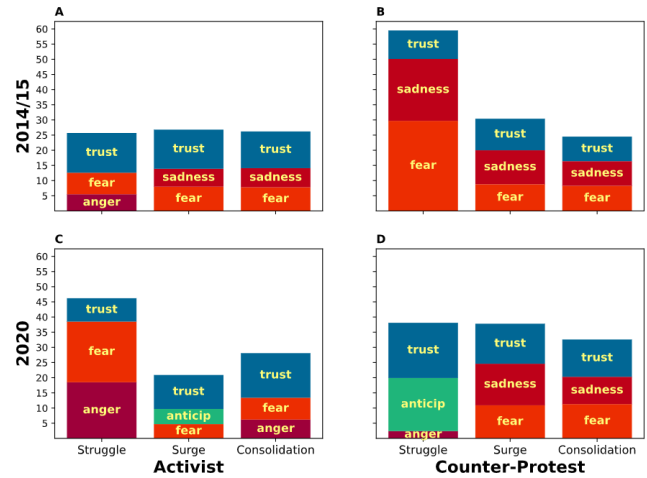 A
2014/15
60
55
50
45
40
35
30
25
20
15
10
5
trust
fear
anger
trust
sadness
fear
trust
sadness
fear
B
trust
sadness
fear
trust
sadness
fear
trust
sadness
fear
C
2020
60
55
50
45
40
35
30
25
20
15
10
5
trust
fear
anger
trust
anticip
fear
trust
fear
anger
Struggle Surge Consolidation
Activist
D
trust
anticip
anger
trust
sadness
fear
trust
sadness
fear
Struggle Surge Consolidation
Counter-Protest